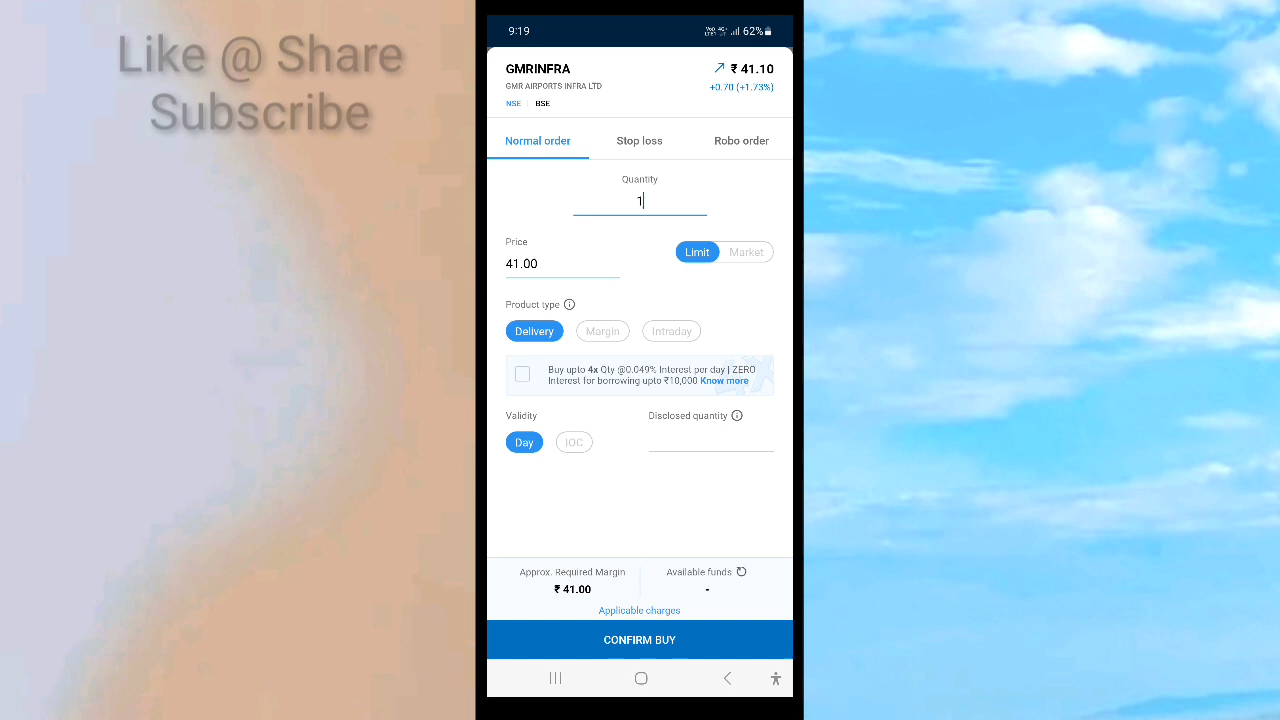 Like @ Share
Subscribe
9:19
62%
GMRINFRA
₹ 41.10
GMR AIRPORTS INFRA LTD
+0.70 (+1.73%)
NSE | BSE
Normal order
Stop loss
Robo order
Quantity
1
Price
41.00
Limit
Market
Product type
Delivery
Margin
Intraday
Buy upto 4x Qty @0.049% Interest per day | ZERO
Interest for borrowing upto ₹10,000 Know more
Validity
Disclosed quantity
Day
IOC
Approx. Required Margin
Available funds
₹ 41.00
-
Applicable charges
CONFIRM BUY